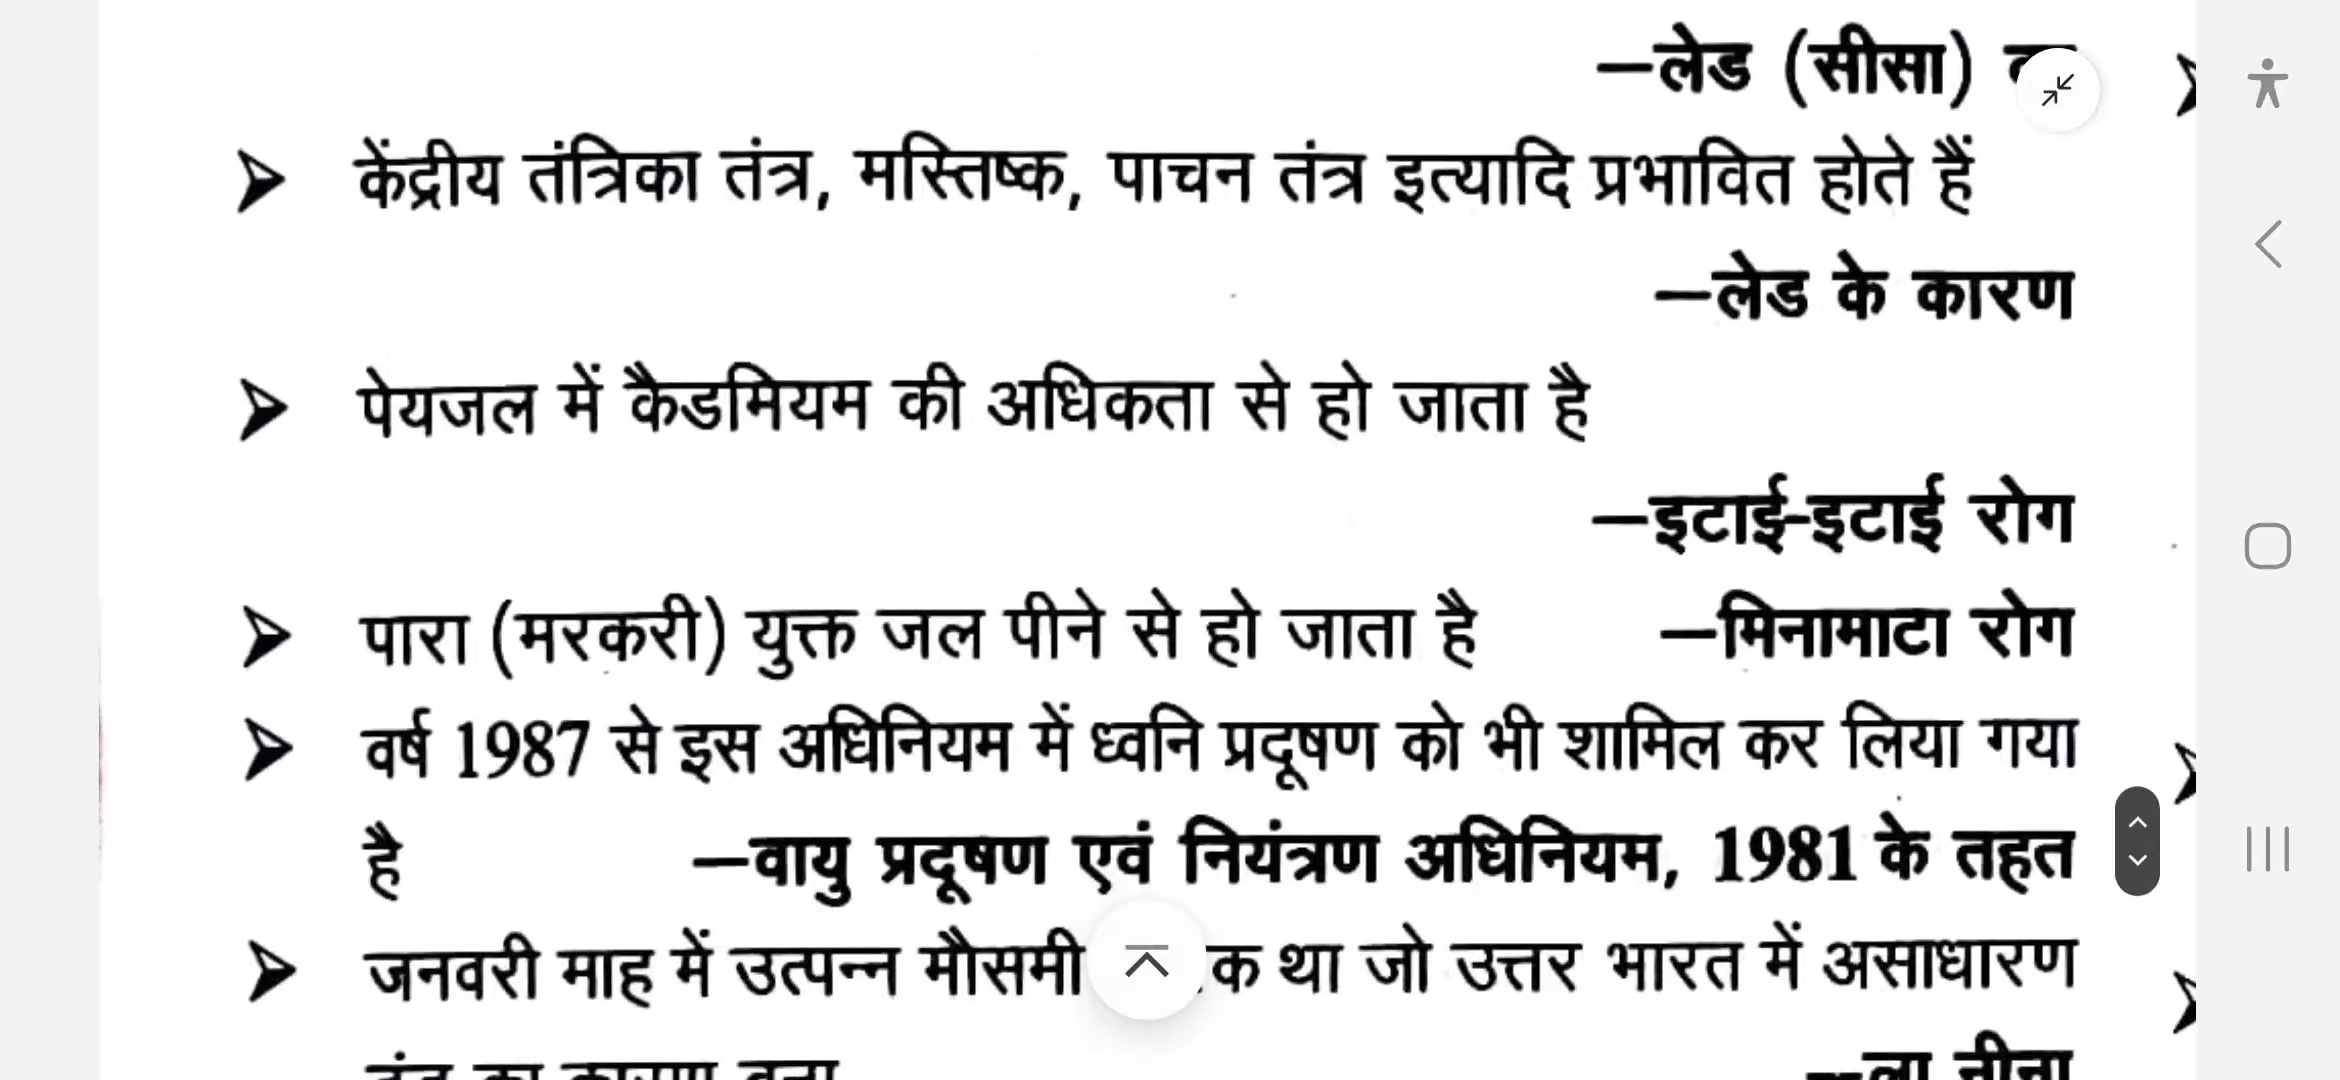 —लेड (सीसा)
➤ केंद्रीय तंत्रिका तंत्र, मस्तिष्क, पाचन तंत्र इत्यादि प्रभावित होते हैं
—लेड के कारण
➤ पेयजल में कैडमियम की अधिकता से हो जाता है
—इटाई-इटाई रोग
➤ पारा (मरकरी) युक्त जल पीने से हो जाता है —मिनामाटा रोग
➤ वर्ष 1987 से इस अधिनियम में ध्वनि प्रदूषण को भी शामिल कर लिया गया
है —वायु प्रदूषण एवं नियंत्रण अधिनियम, 1981 के तहत
➤ जनवरी माह में उत्पन्न मौसमी था जो उत्तर भारत में असाधारण
—ला नीना